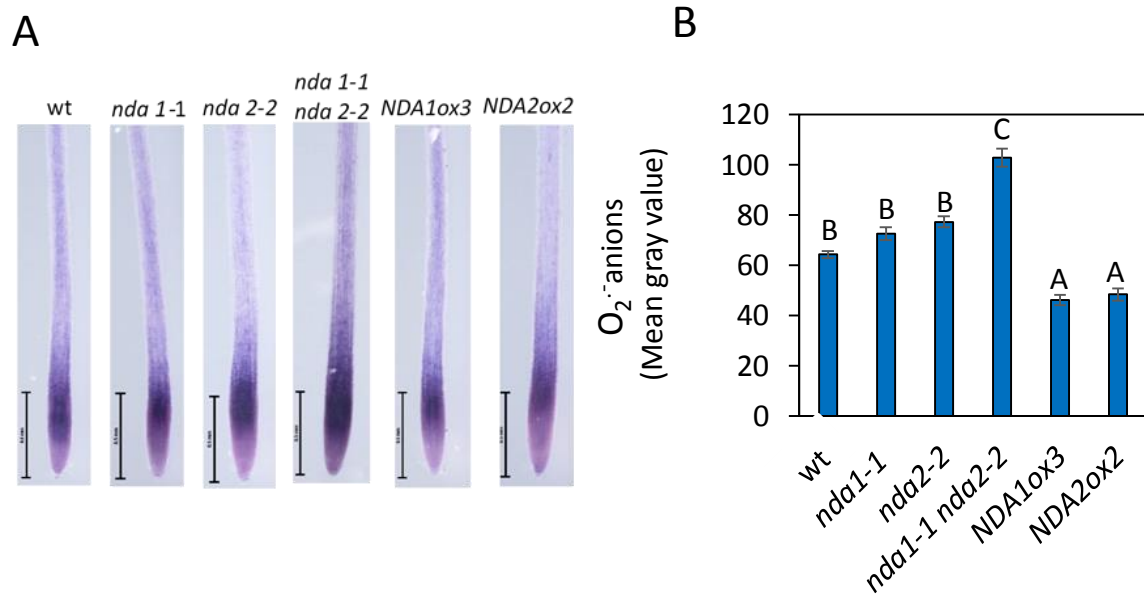 A
wt
nda 1-1
nda 2-2
nda 1-1
nda 2-2
NDA1ox3
NDA2ox2
B
O2·- anions
(Mean gray value)
120
100
80
60
40
20
0
B
B
B
C
A
A
wt
nda1-1
nda2-2
nda1-1 nda2-2
NDA1ox3
NDA2ox2